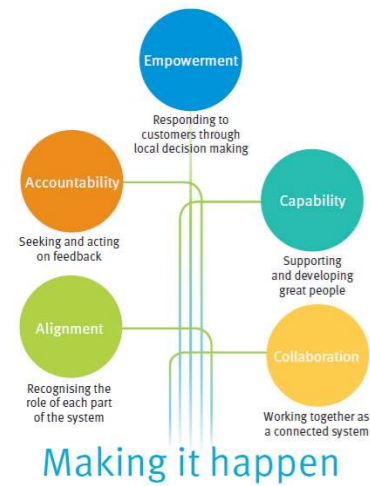 Empowerment
Responding to
customers through
local decision making
Accountability
Seeking and acting
on feedback
Capability
Supporting
and developing
great people
Alignment
Recognising the
role of each part
of the system
Collaboration
Working together as
a connected system
Making it happen